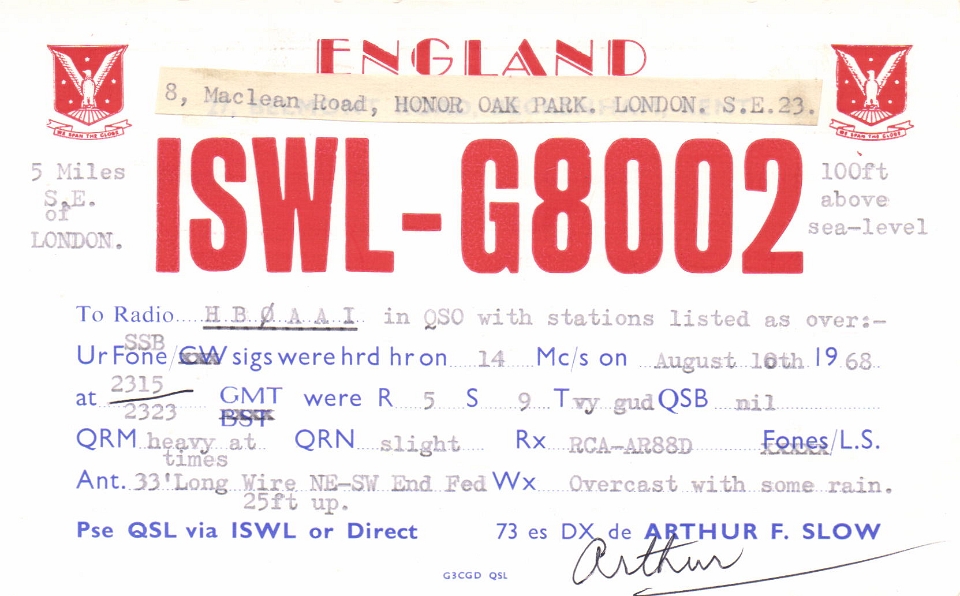 ENGLAND
8, Maclean Road, HONOR OAK PARK. LONDON. S.E.23.
WE SPAN THE GLOBE
WE SPAN THE GLOBE
ISWL-G8002
5 Miles
S.E.
of
LONDON.
100ft
above
sea-level
To Radio HBØAAI in QSO with stations listed as over:-
SSB
Ur Fone/CW sigs were hrd hr on 14 Mc/s on August 10th 1968
at 2315 GMT were R 5 S 9 T vy gud QSB nil
2323 BST
QRM heavy at QRN slight Rx RCA-AR88D Fones/L.S.
times
Ant. 33'Long Wire NE-SW End Fed Wx Overcast with some rain.
25ft up.
Pse QSL via ISWL or Direct 73 es DX de ARTHUR F. SLOW
Arthur
G3CGD QSL